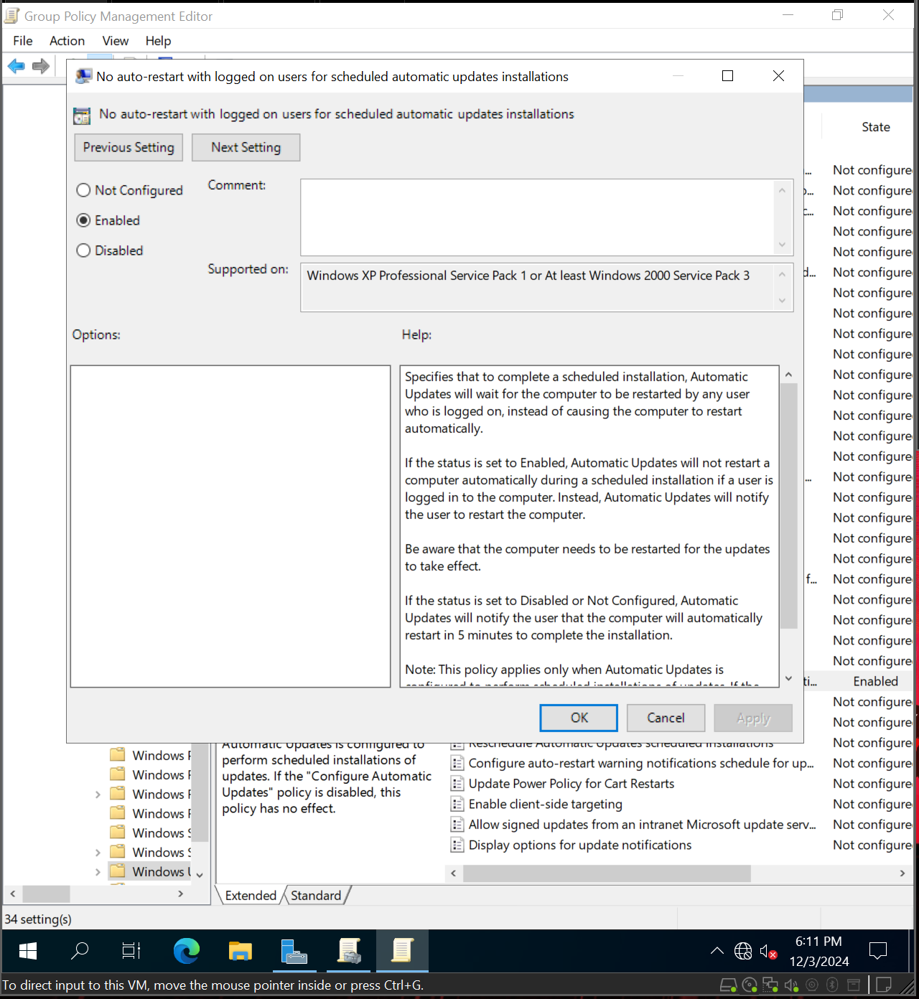 Group Policy Management Editor
File Action View Help
No auto-restart with logged on users for scheduled automatic updates installations
No auto-restart with logged on users for scheduled automatic updates installations
Previous Setting Next Setting
Not Configured
Enabled
Disabled
Comment:
Supported on:
Windows XP Professional Service Pack 1 or At least Windows 2000 Service Pack 3
Options:
Help:
Specifies that to complete a scheduled installation, Automatic
Updates will wait for the computer to be restarted by any user
who is logged on, instead of causing the computer to restart
automatically.
If the status is set to Enabled, Automatic Updates will not restart a
computer automatically during a scheduled installation if a user is
logged in to the computer. Instead, Automatic Updates will notify
the user to restart the computer.
Be aware that the computer needs to be restarted for the updates
to take effect.
If the status is set to Disabled or Not Configured, Automatic
Updates will notify the user that the computer will automatically
restart in 5 minutes to complete the installation.
Note: This policy applies only when Automatic Updates is
configured to perform scheduled installations of updates. If the
OK Cancel Apply
State
...
Not configure
o... Not configure
c... Not configure
Not configure
Not configure
d... Not configure
Not configure
Not configure
Not configure
Not configure
Not configure
Not configure
Not configure
Not configure
Not configure
... Not configure
Not configure
Not configure
Not configure
Not configure
f... Not configure
Not configure
Not configure
Not configure
Not configure
ti... Enabled
Not configure
Not configure
Windows
Windows
Windows
Windows
Windows S
Windows S
Windows U
Automatic Updates is configured to
perform scheduled installations of
updates. If the "Configure Automatic
Updates" policy is disabled, this
policy has no effect.
Reschedule Automatic Updates scheduled installations Not configure
Configure auto-restart warning notifications schedule for up... Not configure
Update Power Policy for Cart Restarts Not configure
Enable client-side targeting Not configure
Allow signed updates from an intranet Microsoft update serv... Not configure
Display options for update notifications Not configure
Extended Standard
34 setting(s)
6:11 PM
12/3/2024
To direct input to this VM, move the mouse pointer inside or press Ctrl+G.